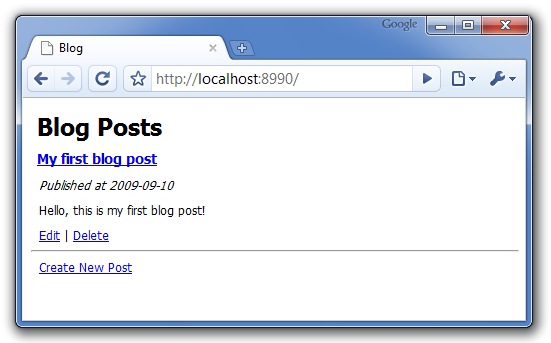 Google
Blog
http://localhost:8990/
Blog Posts
My first blog post
Published at 2009-09-10
Hello, this is my first blog post!
Edit | Delete
Create New Post